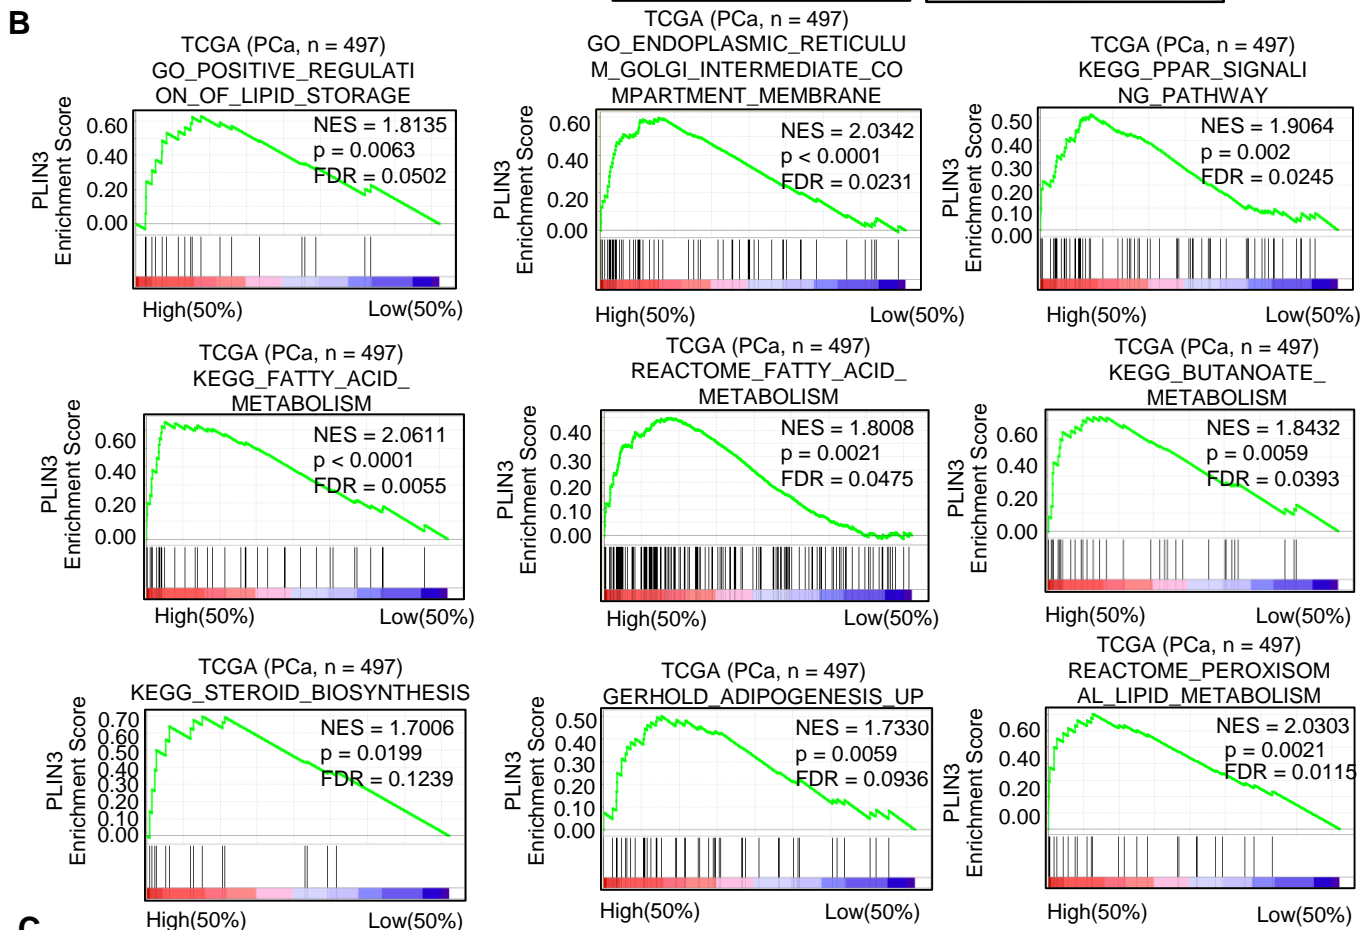 B
TCGA (PCa, n = 497)
GO_POSITIVE_REGULATI
ON_OF_LIPID_STORAGE
PLIN3
Enrichment Score
0.60
0.40
0.20
0.00
NES = 1.8135
p = 0.0063
FDR = 0.0502
High(50%)
Low(50%)
TCGA (PCa, n = 497)
GO_ENDOPLASMIC_RETICULU
M_GOLGI_INTERMEDIATE_CO
MPARTMENT_MEMBRANE
PLIN3
Enrichment Score
0.60
0.40
0.20
0.00
NES = 2.0342
p < 0.0001
FDR = 0.0231
High(50%)
Low(50%)
TCGA (PCa, n = 497)
KEGG_PPAR_SIGNALI
NG_PATHWAY
PLIN3
Enrichment Score
0.50
0.40
0.30
0.20
0.10
0.00
NES = 1.9064
p = 0.002
FDR = 0.0245
High(50%)
Low(50%)
TCGA (PCa, n = 497)
KEGG_FATTY_ACID_
METABOLISM
PLIN3
Enrichment Score
0.60
0.40
0.20
0.00
NES = 2.0611
p < 0.0001
FDR = 0.0055
High(50%)
Low(50%)
TCGA (PCa, n = 497)
REACTOME_FATTY_ACID_
METABOLISM
PLIN3
Enrichment Score
0.40
0.30
0.20
0.10
0.00
NES = 1.8008
p = 0.0021
FDR = 0.0475
High(50%)
Low(50%)
TCGA (PCa, n = 497)
KEGG_BUTANOATE_
METABOLISM
PLIN3
Enrichment Score
0.60
0.40
0.20
0.00
NES = 1.8432
p = 0.0059
FDR = 0.0393
High(50%)
Low(50%)
TCGA (PCa, n = 497)
KEGG_STEROID_BIOSYNTHESIS
PLIN3
Enrichment Score
0.70
0.60
0.50
0.40
0.30
0.20
0.10
0.00
NES = 1.7006
p = 0.0199
FDR = 0.1239
High(50%)
Low(50%)
TCGA (PCa, n = 497)
GERHOLD_ADIPOGENESIS_UP
PLIN3
Enrichment Score
0.50
0.40
0.30
0.20
0.10
0.00
NES = 1.7330
p = 0.0059
FDR = 0.0936
High(50%)
Low(50%)
TCGA (PCa, n = 497)
REACTOME_PEROXISOM
AL_LIPID_METABOLISM
PLIN3
Enrichment Score
0.60
0.40
0.20
0.00
NES = 2.0303
p = 0.0021
FDR = 0.0115
High(50%)
Low(50%)
C